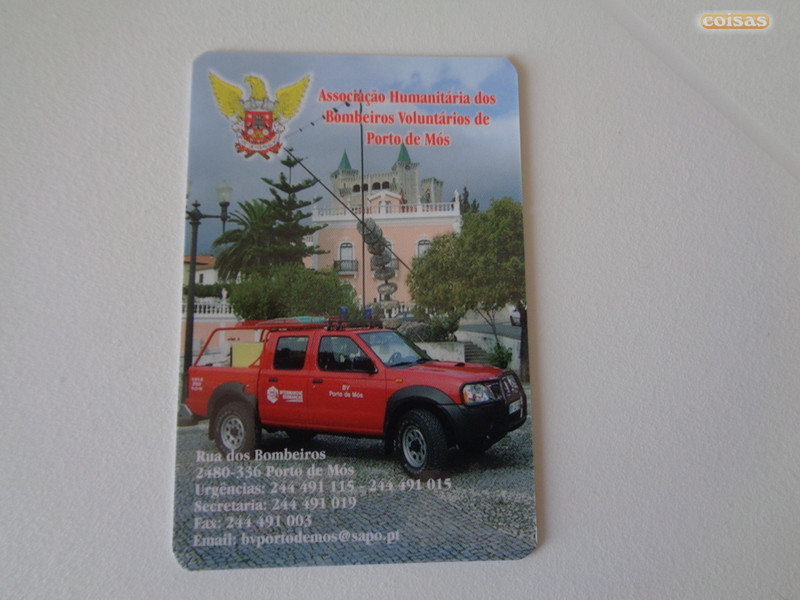 coisas
Associação Humanitária dos
Bombeiros Voluntários de
Porto de Mós
BV
Porto de Mós
Rua dos Bombeiros
2480-336 Porto de Mós
Urgências: 244 491 115 - 244 491 015
Secretaria: 244 491 019
Fax: 244 491 003
Email: bvportodemos@sapo.pt